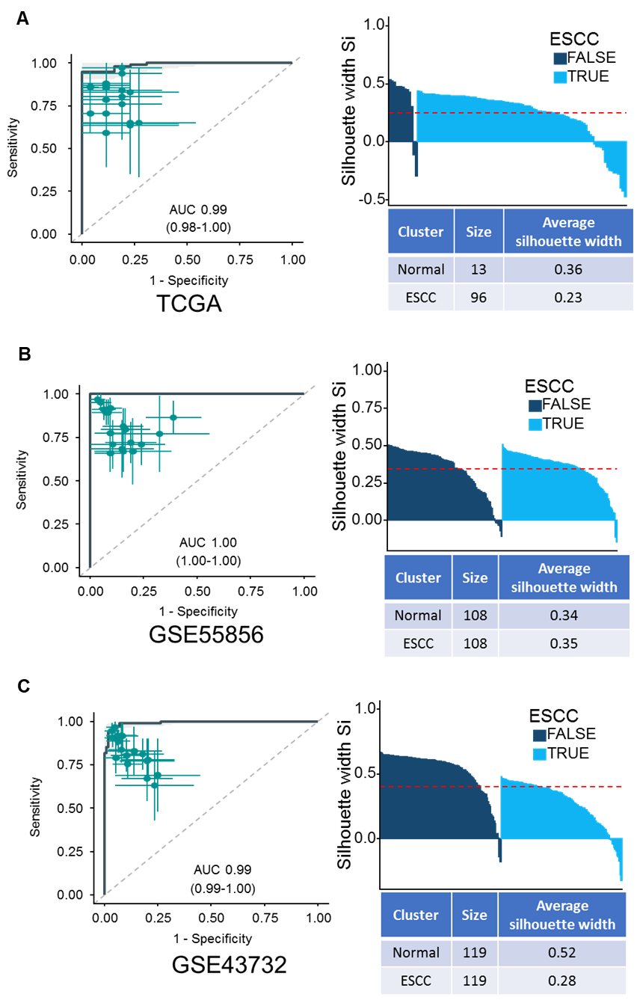 A
1.00
0.75
0.50
0.25
0.00
Sensitivity
AUC 0.99
(0.98-1.00)
0.00 0.25 0.50 0.75 1.00
1 - Specificity
TCGA
1.0
0.5
0.0
-0.5
Silhouette width Si
ESCC
FALSE
TRUE
Cluster Size Average silhouette width
Normal 13 0.36
ESCC 96 0.23
B
1.00
0.75
0.50
0.25
0.00
Sensitivity
AUC 1.00
(1.00-1.00)
0.00 0.25 0.50 0.75 1.00
1 - Specificity
GSE55856
1.00
0.75
0.50
0.25
0.00
Silhouette width Si
ESCC
FALSE
TRUE
Cluster Size Average silhouette width
Normal 108 0.34
ESCC 108 0.35
C
1.00
0.75
0.50
0.25
0.00
Sensitivity
AUC 0.99
(0.99-1.00)
0.00 0.25 0.50 0.75 1.00
1 - Specificity
GSE43732
1.0
0.5
0.0
Silhouette width Si
ESCC
FALSE
TRUE
Cluster Size Average silhouette width
Normal 119 0.52
ESCC 119 0.28